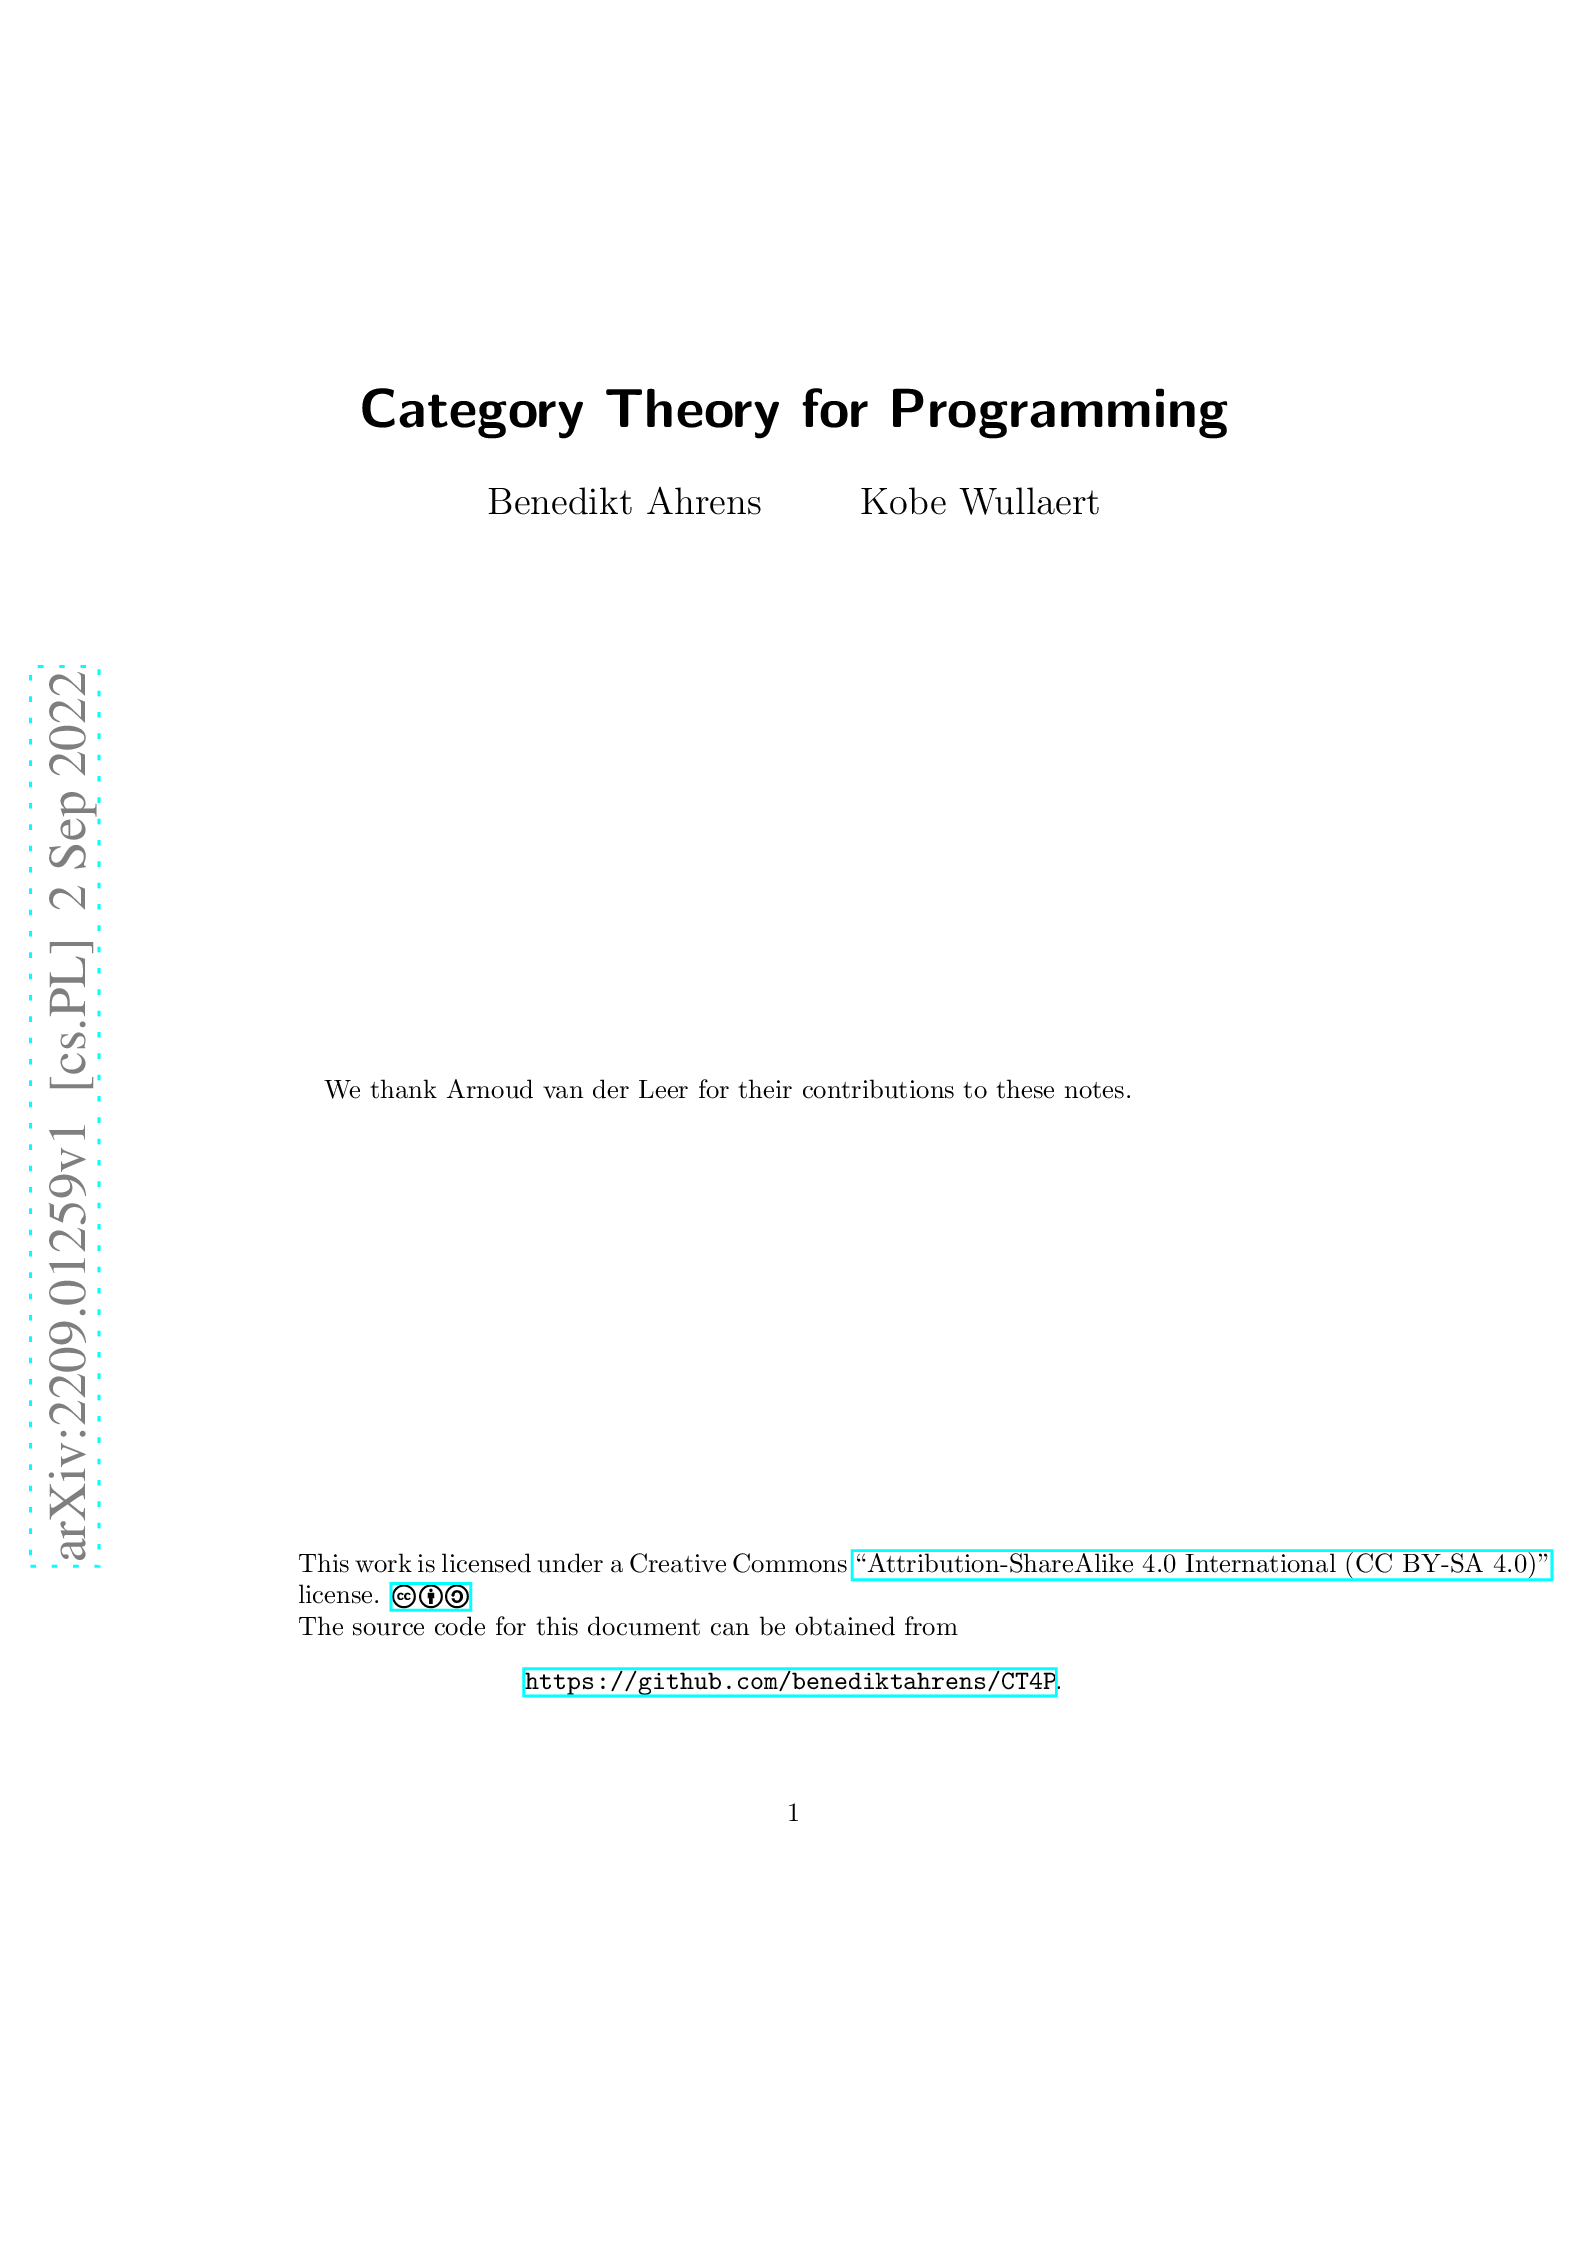 Category Theory for Programming
Benedikt Ahrens Kobe Wullaert
arXiv:2209.01259v1 [cs.PL] 2 Sep 2022
We thank Arnoud van der Leer for their contributions to these notes.
This work is licensed under a Creative Commons “Attribution-ShareAlike 4.0 International (CC BY-SA 4.0)”
license.
The source code for this document can be obtained from
https://github.com/benediktahrens/CT4P.
1